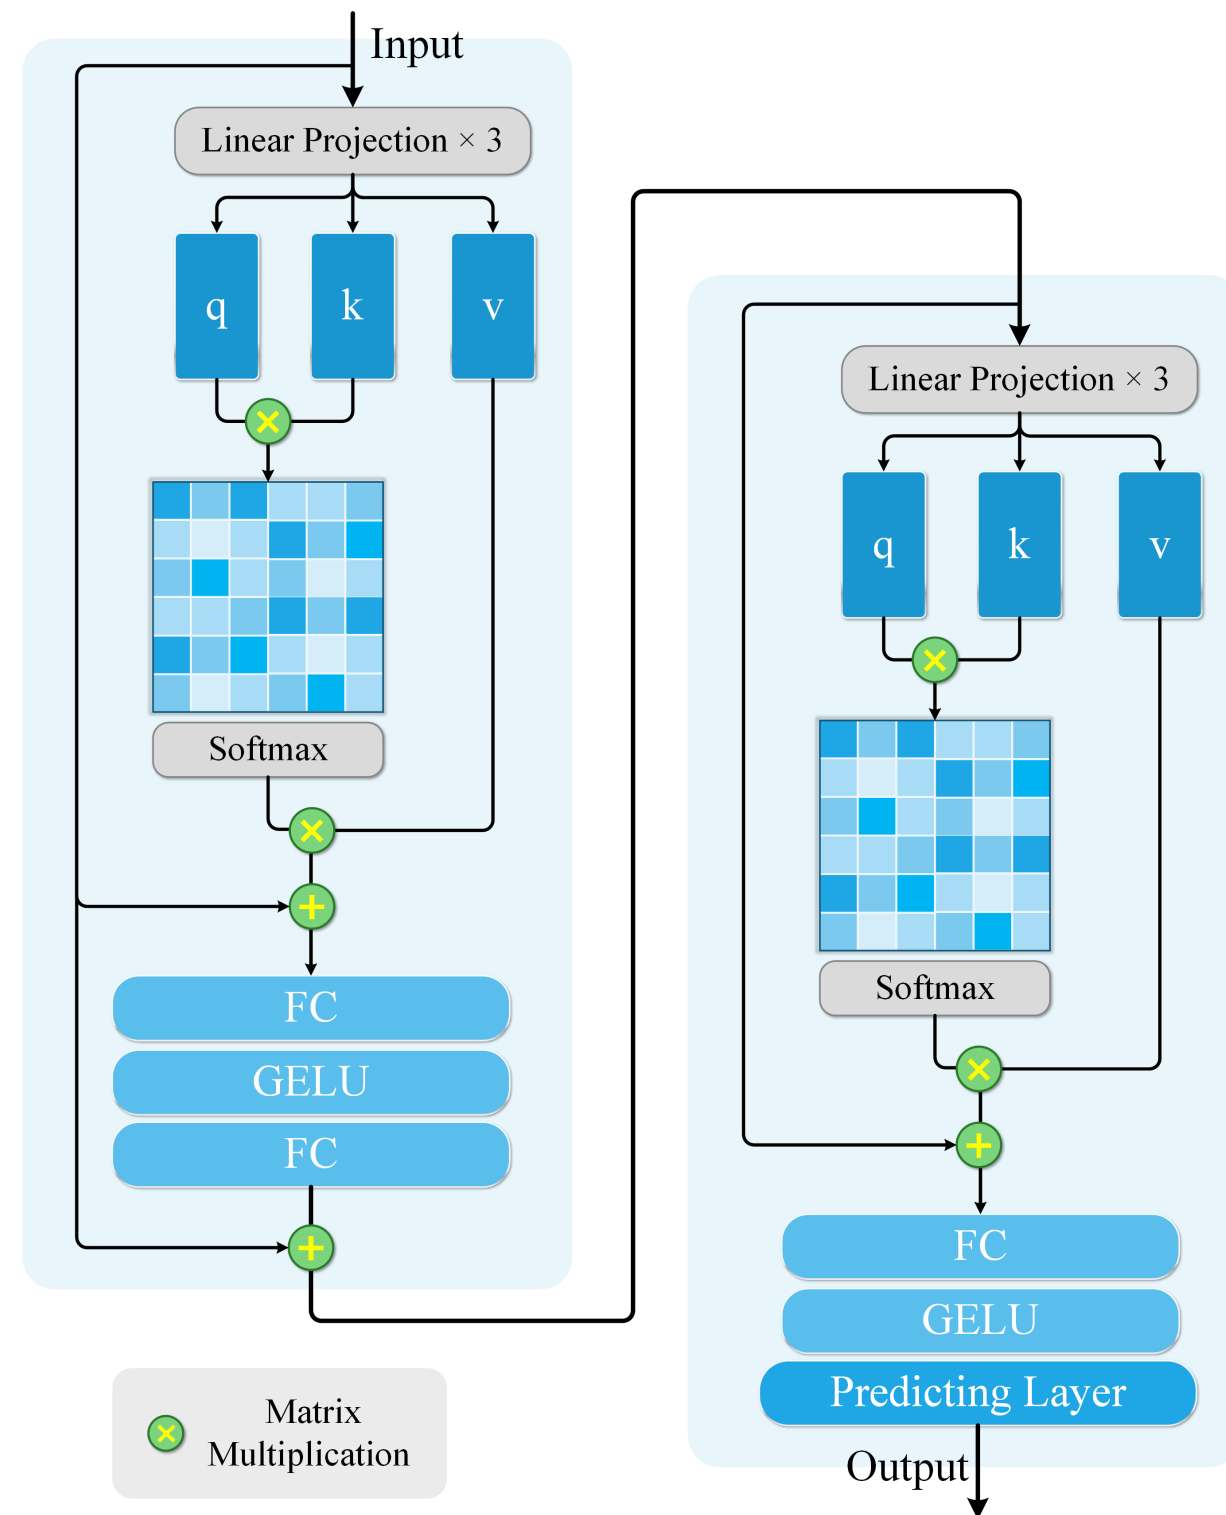 Input
Linear Projection × 3
q k v
Softmax
FC
GELU
FC
Matrix
Multiplication
Linear Projection × 3
q k v
Softmax
FC
GELU
Predicting Layer
Output